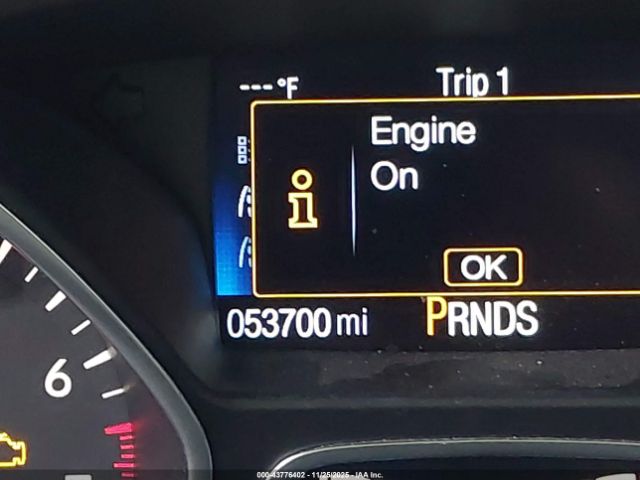 --- °F
Trip 1
Engine
On
OK
053700 mi
PRNDS
6
000-43776402 - 11/25/2025 - IAA Inc.